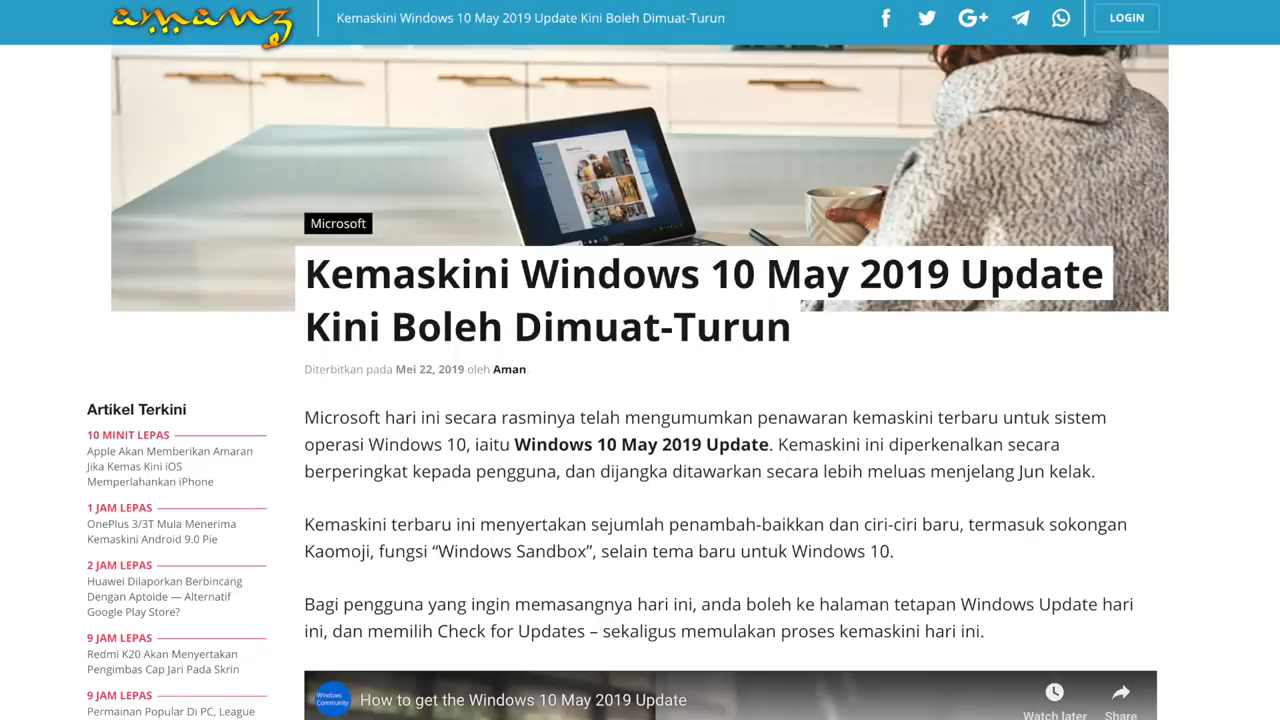 amanz
Kemaskini Windows 10 May 2019 Update Kini Boleh Dimuat-Turun
G+
LOGIN
Microsoft
Kemaskini Windows 10 May 2019 Update
Kini Boleh Dimuat-Turun
Diterbitkan pada Mei 22, 2019 oleh Aman.
Artikel Terkini
10 MINIT LEPAS
Apple Akan Memberikan Amaran
Jika Kemas Kini iOS
Memperlahankan iPhone
1 JAM LEPAS
OnePlus 3/3T Mula Menerima
Kemaskini Android 9.0 Pie
2 JAM LEPAS
Huawei Dilaporkan Berbincang
Dengan Aptoide — Alternatif
Google Play Store?
9 JAM LEPAS
Redmi K20 Akan Menyertakan
Pengimbas Cap Jari Pada Skrin
9 JAM LEPAS
Permainan Popular Di PC, League
Microsoft hari ini secara rasminya telah mengumumkan penawaran kemaskini terbaru untuk sistem
operasi Windows 10, iaitu Windows 10 May 2019 Update. Kemaskini ini diperkenalkan secara
berperingkat kepada pengguna, dan dijangka ditawarkan secara lebih meluas menjelang Jun kelak.
Kemaskini terbaru ini menyertakan sejumlah penambah-baikkan dan ciri-ciri baru, termasuk sokongan
Kaomoji, fungsi “Windows Sandbox”, selain tema baru untuk Windows 10.
Bagi pengguna yang ingin memasangnya hari ini, anda boleh ke halaman tetapan Windows Update hari
ini, dan memilih Check for Updates – sekaligus memulakan proses kemaskini hari ini.
Windows
Community
How to get the Windows 10 May 2019 Update
Watch later
Share